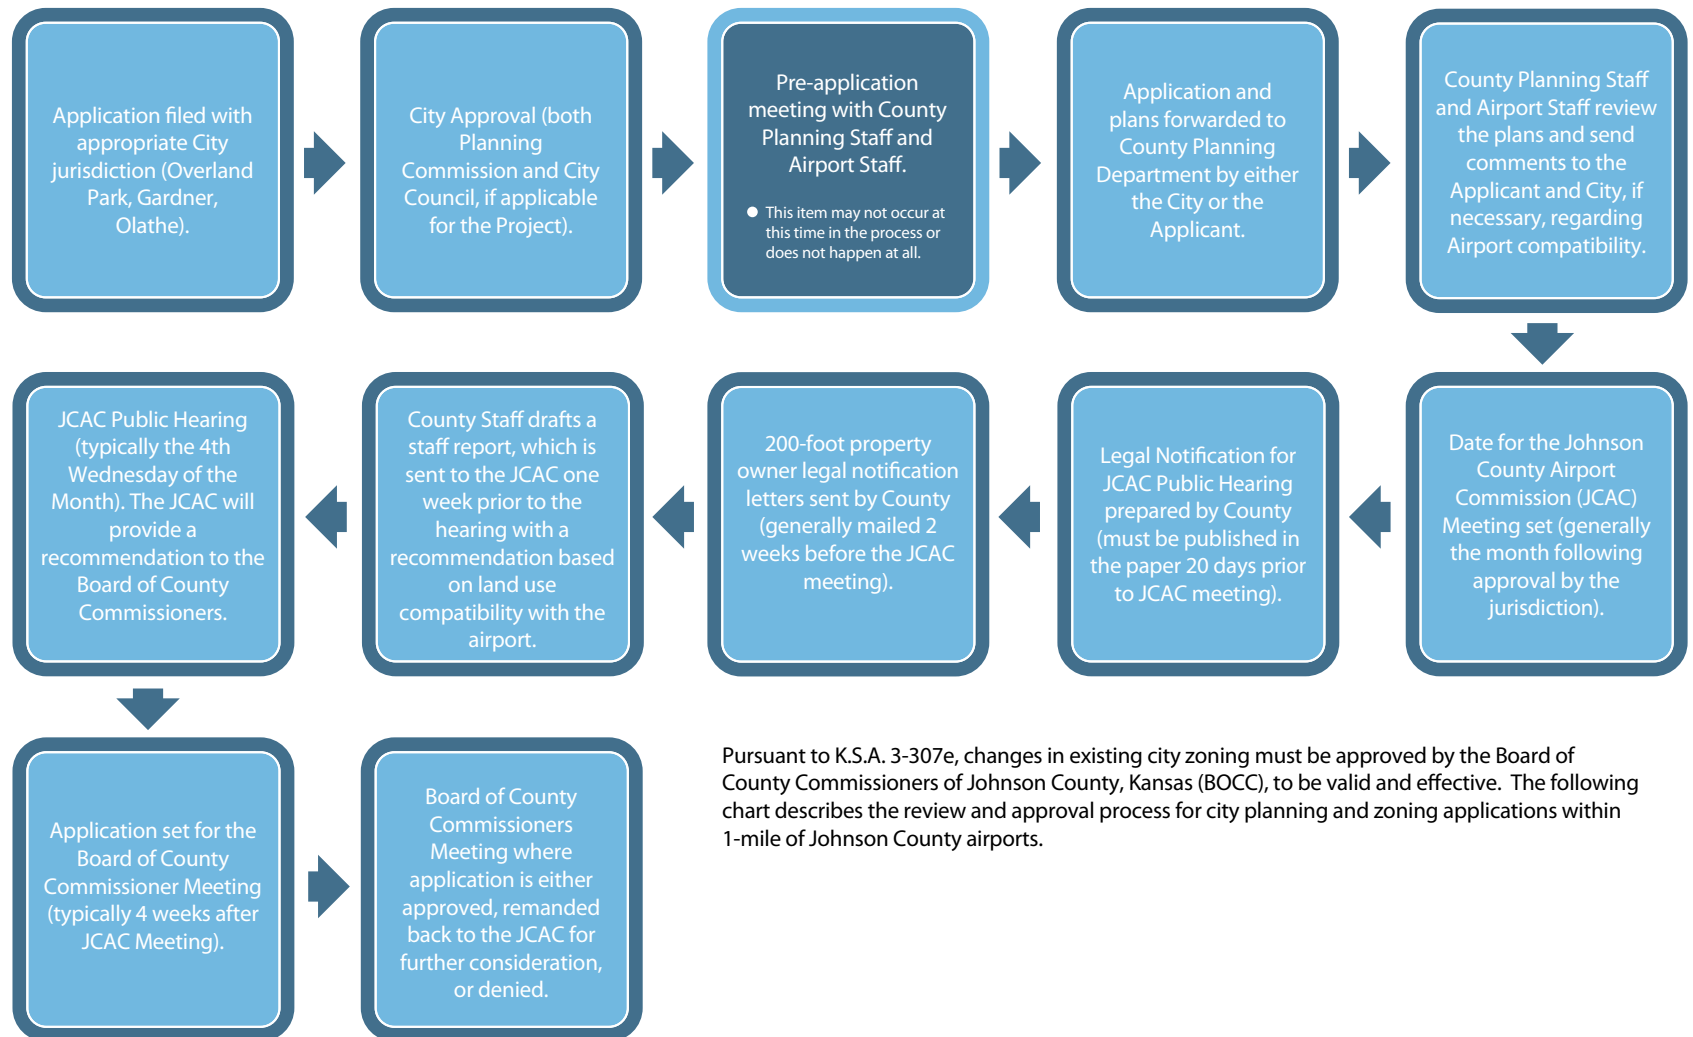 Application filed with
appropriate City
jurisdiction (Overland
Park, Gardner,
Olathe).
City Approval (both
Planning
Commission and City
Council, if applicable
for the Project).
Pre-application
meeting with County
Planning Staff and
Airport Staff.
● This item may not occur at
this time in the process or
does not happen at all.
Application and
plans forwarded to
County Planning
Department by either
the City or the
Applicant.
County Planning Staff
and Airport Staff review
the plans and send
comments to the
Applicant and City, if
necessary, regarding
Airport compatibility.
Date for the Johnson
County Airport
Commission (JCAC)
Meeting set (generally
the month following
approval by the
jurisdiction).
Legal Notification for
JCAC Public Hearing
prepared by County
(must be published in
the paper 20 days prior
to JCAC meeting).
200-foot property
owner legal notification
letters sent by County
(generally mailed 2
weeks before the JCAC
meeting).
County Staff drafts a
staff report, which is
sent to the JCAC one
week prior to the
hearing with a
recommendation based
on land use
compatibility with the
airport.
JCAC Public Hearing
(typically the 4th
Wednesday of the
Month). The JCAC will
provide a
recommendation to the
Board of County
Commissioners.
Application set for the
Board of County
Commissioner Meeting
(typically 4 weeks after
JCAC Meeting).
Board of County
Commissioners
Meeting where
application is either
approved, remanded
back to the JCAC for
further consideration,
or denied.
Pursuant to K.S.A. 3-307e, changes in existing city zoning must be approved by the Board of
County Commissioners of Johnson County, Kansas (BOCC), to be valid and effective. The following
chart describes the review and approval process for city planning and zoning applications within
1-mile of Johnson County airports.